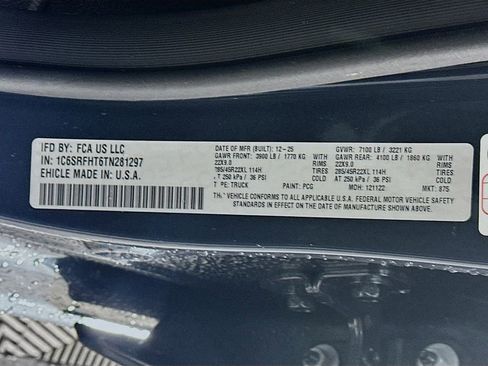 IFD BY: FCA US LLC
IN: 1C6SRFHT6TN281297
EHICLE MADE IN: U.S.A.
DATE OF MFR (BUILT): 12-25 GVWR: 7100 LB / 3221 KG
GAWR FRONT: 3900 LB / 1770 KG GAWR REAR: 4100 LB / 1860 KG
22X9.0 RIMS 22X9.0 RIMS
285/45R22XL 114H TIRES 285/45R22XL 114H TIRES
AT 250 kPa / 36 PSI COLD AT 250 kPa / 36 PSI COLD
TYPE: TRUCK PAINT: PCG MDH: 121122 MKT: 875
THIS VEHICLE CONFORMS TO ALL APPLICABLE U.S.A. FEDERAL MOTOR VEHICLE SAFETY
STANDARDS IN EFFECT ON THE DATE OF MANUFACTURE SHOWN ABOVE